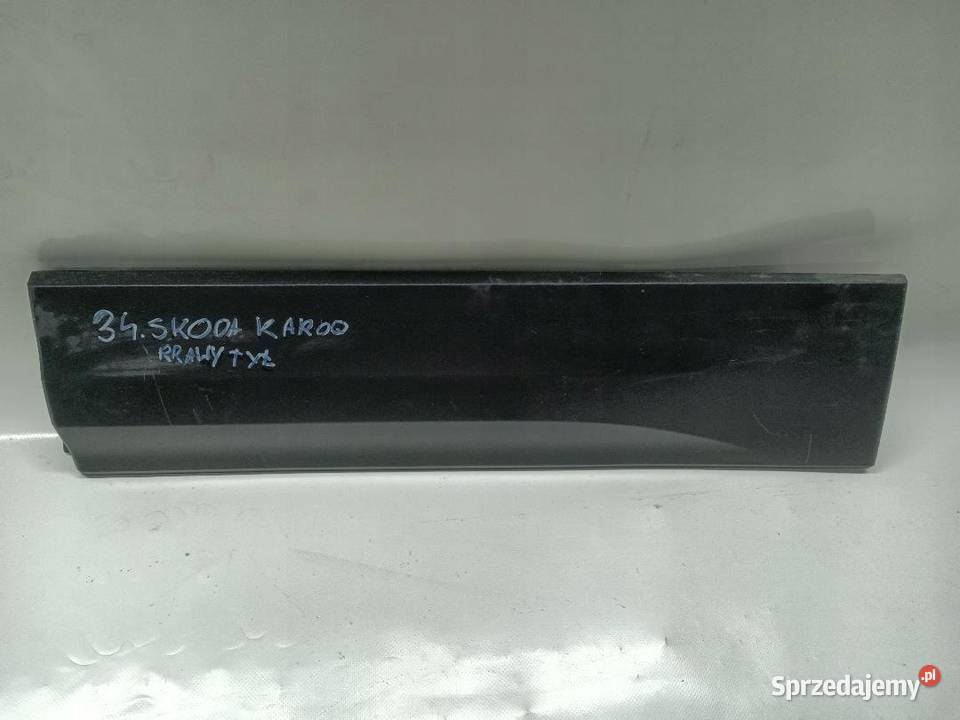 34. SKODA KAROQ
PRAWY TYŁ
Sprzedajemy.pl